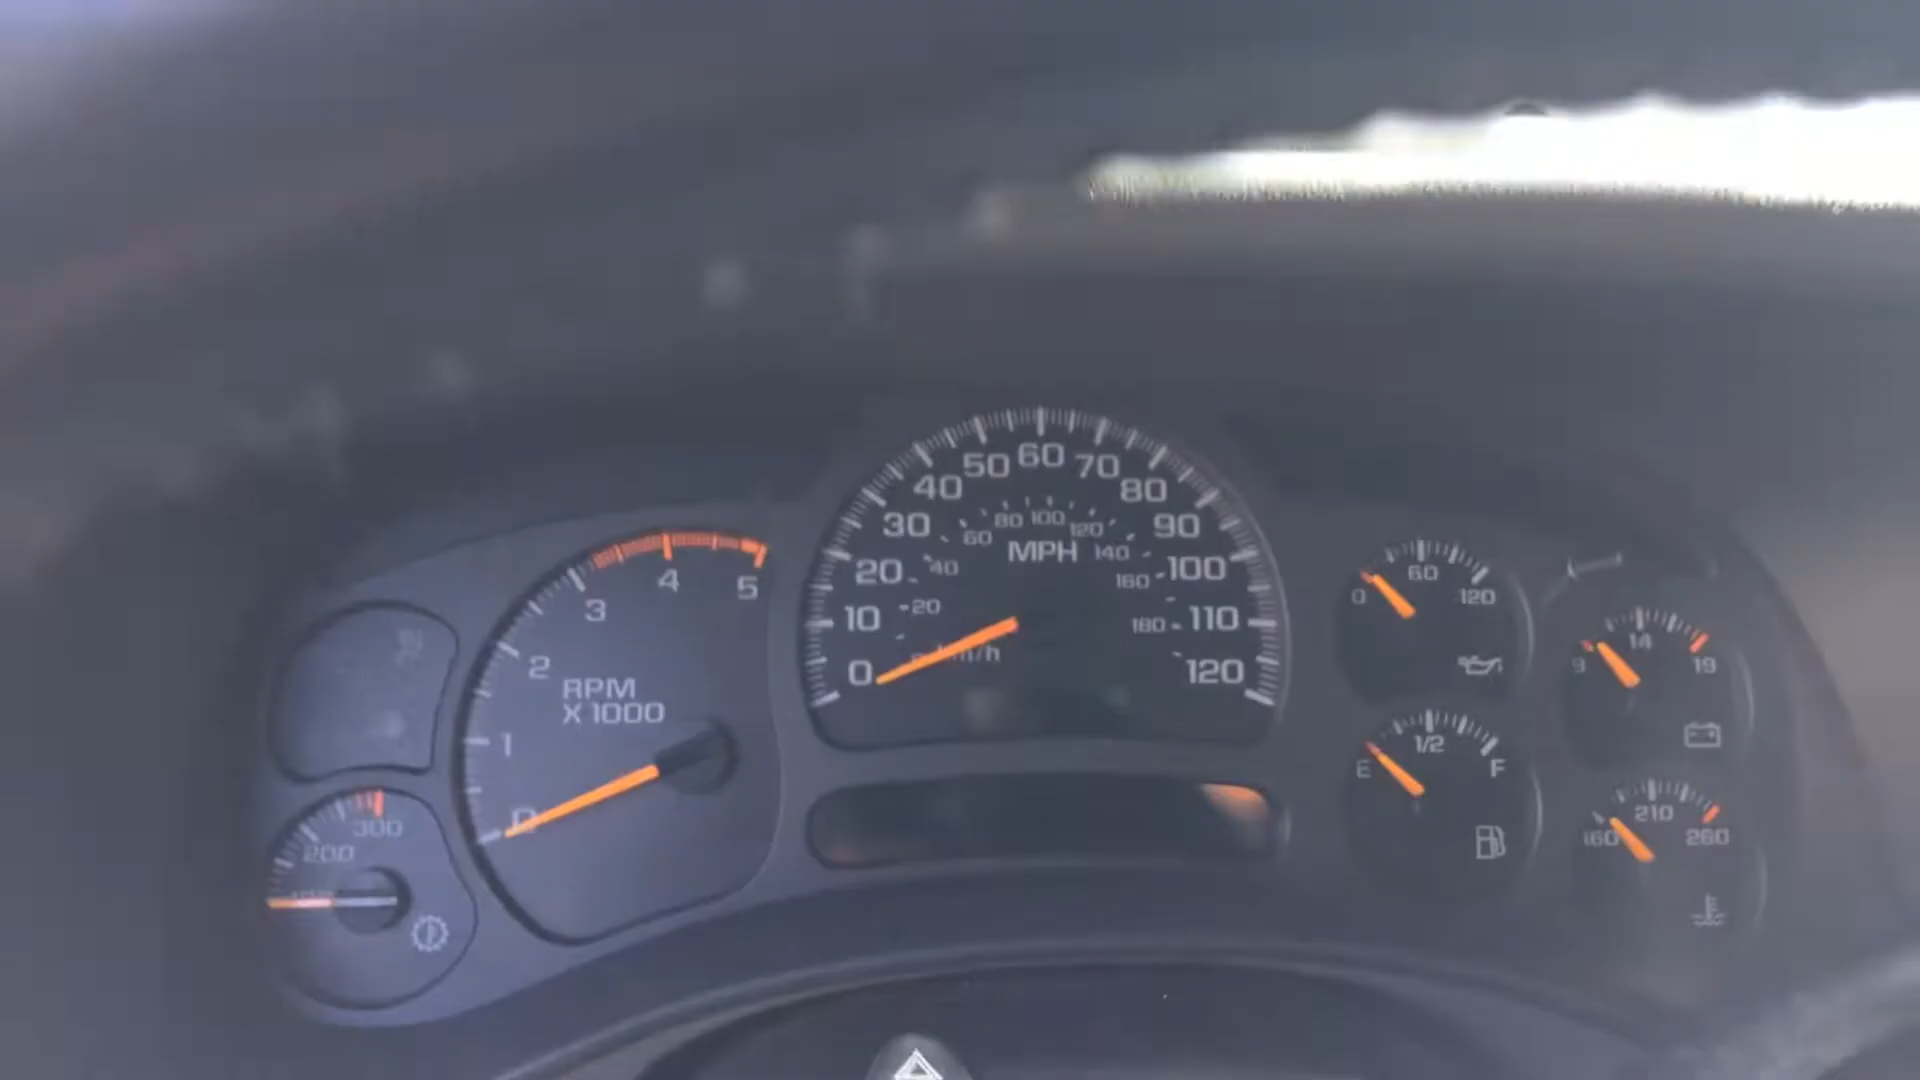 0 1 2 3 4 5
RPM
X 1000
200 300
0 10 20 30 40 50 60 70 80 90 100 110 120
20 40 60 80 100 120 140 160 180
MPH
km/h
0 60 120
E 1/2 F
9 14 19
160 210 260